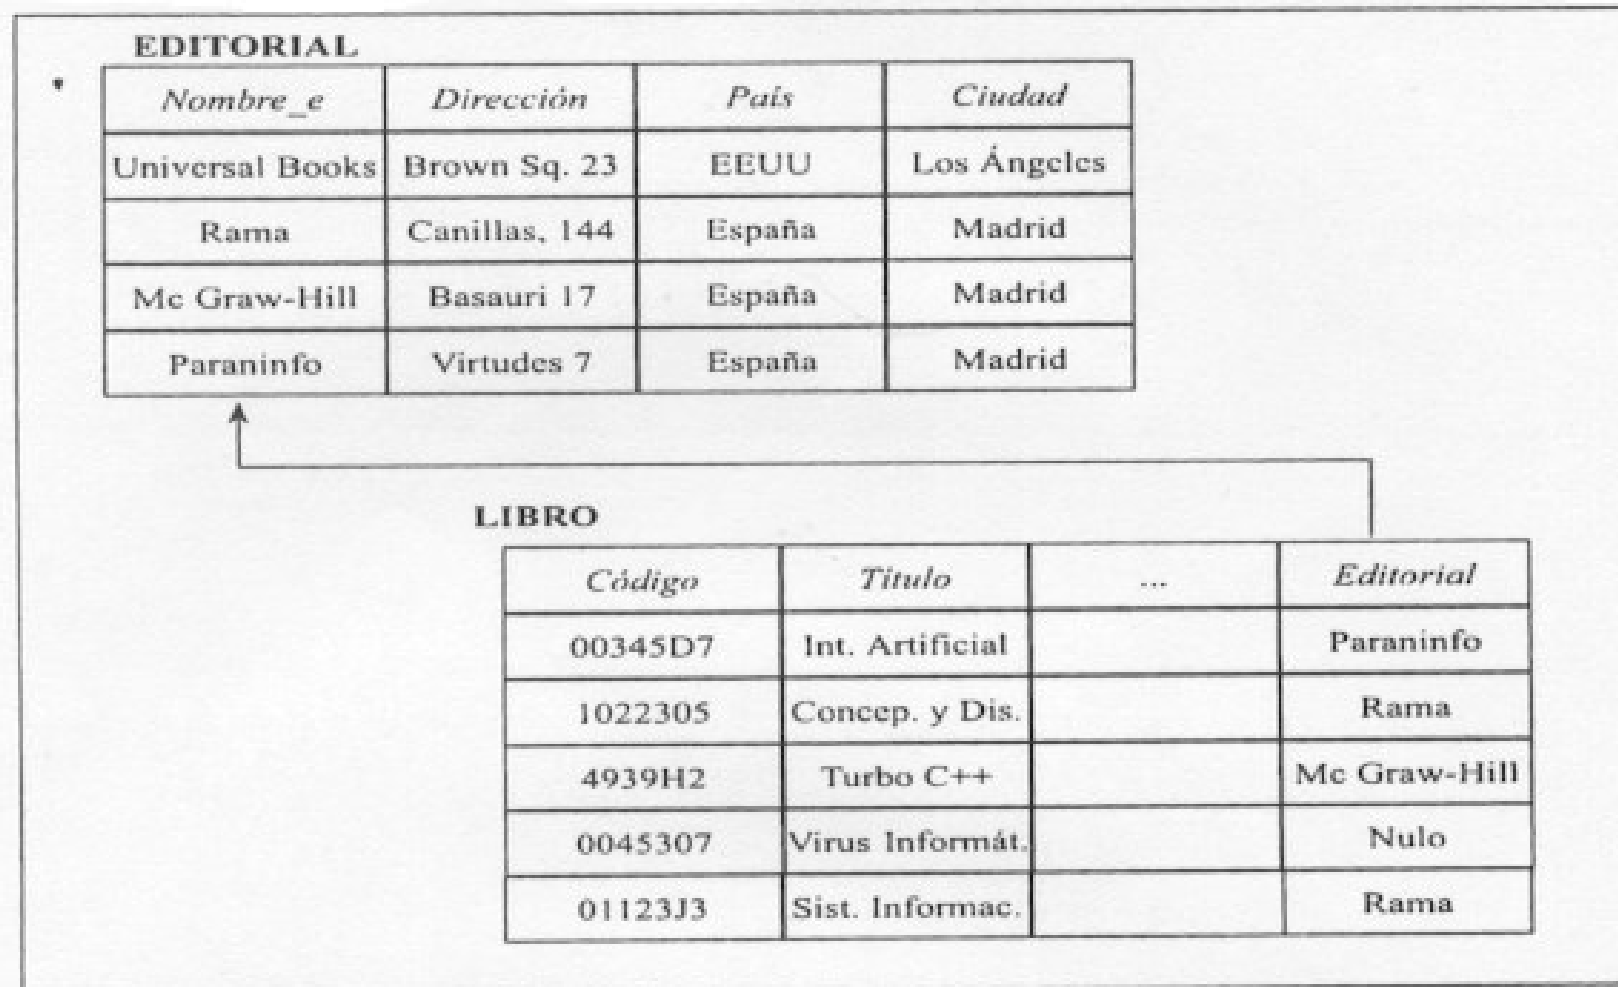 EDITORIAL
Nombre_e Dirección País Ciudad
Universal Books Brown Sq. 23 EEUU Los Ángeles
Rama Canillas, 144 España Madrid
Mc Graw-Hill Basauri 17 España Madrid
Paraninfo Virtudes 7 España Madrid
LIBRO
Código Título ... Editorial
00345D7 Int. Artificial Paraninfo
1022305 Concep. y Dis. Rama
4939H2 Turbo C++ Mc Graw-Hill
0045307 Virus Informát. Nulo
01123J3 Sist. Informac. Rama